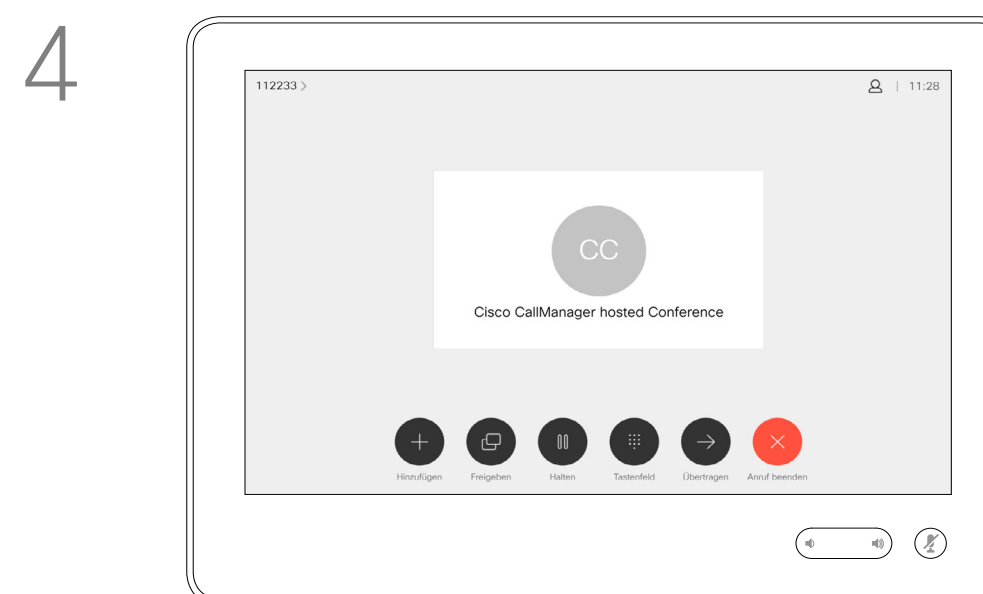 4
112233 >
| 11:28
CC
Cisco CallManager hosted Conference
Hinzufügen Freigeben Halten Tastenfeld Übertragen Anruf beenden